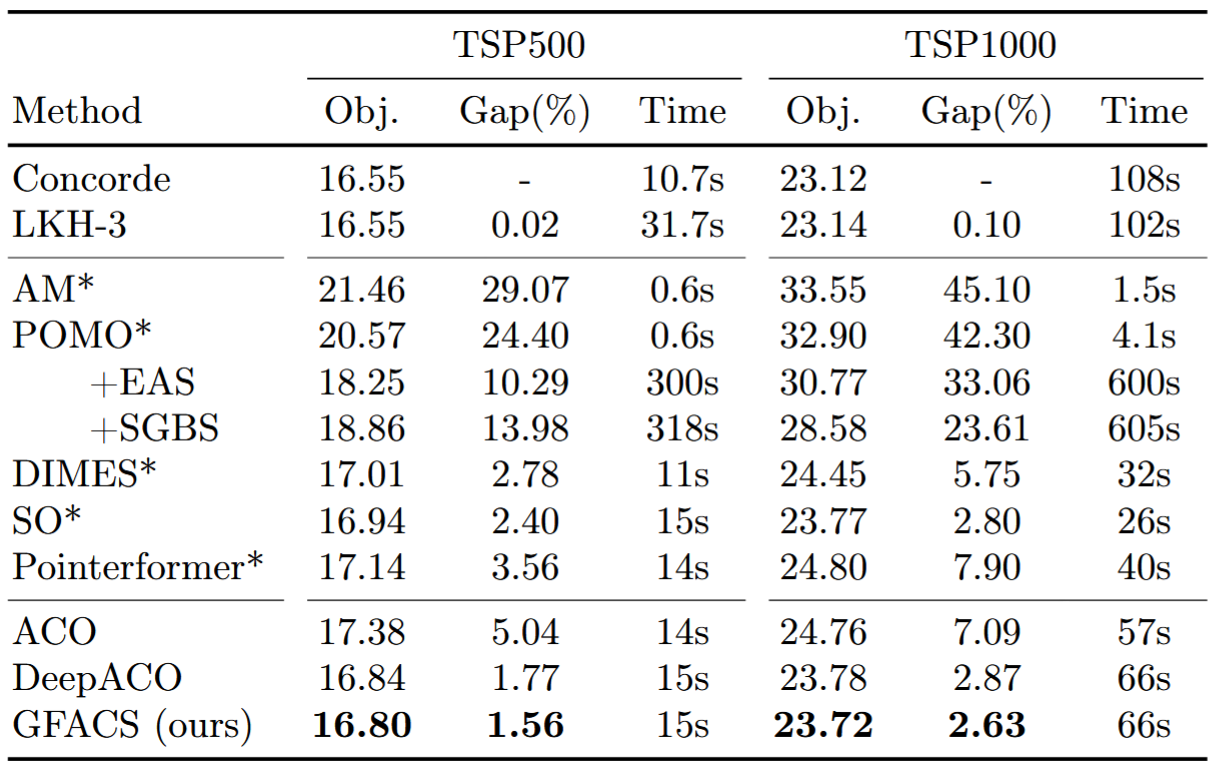 TSP500 TSP1000
Method Obj. Gap(%) Time Obj. Gap(%) Time
Concorde 16.55 - 10.7s 23.12 - 108s
LKH-3 16.55 0.02 31.7s 23.14 0.10 102s
AM* 21.46 29.07 0.6s 33.55 45.10 1.5s
POMO* 20.57 24.40 0.6s 32.90 42.30 4.1s
+EAS 18.25 10.29 300s 30.77 33.06 600s
+SGBS 18.86 13.98 318s 28.58 23.61 605s
DIMES* 17.01 2.78 11s 24.45 5.75 32s
SO* 16.94 2.40 15s 23.77 2.80 26s
Pointerformer* 17.14 3.56 14s 24.80 7.90 40s
ACO 17.38 5.04 14s 24.76 7.09 57s
DeepACO 16.84 1.77 15s 23.78 2.87 66s
GFACS (ours) 16.80 1.56 15s 23.72 2.63 66s